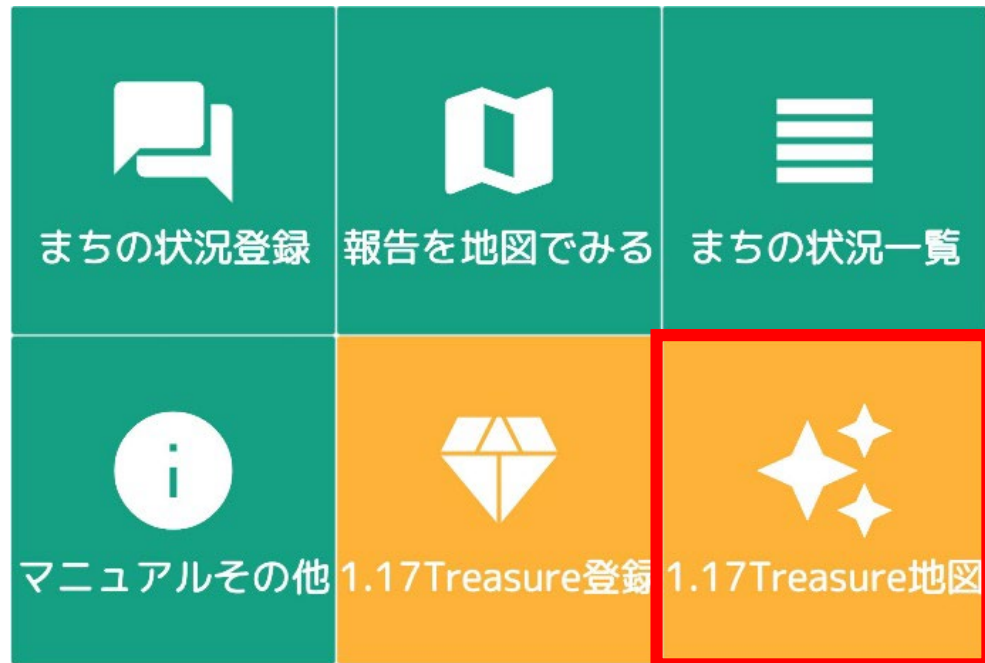 まちの状況登録
報告を地図でみる
まちの状況一覧
マニュアルその他
1.17Treasure登録
1.17Treasure地図